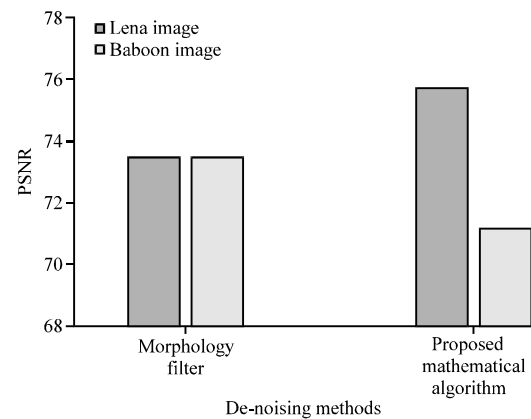 78
76
74
72
70
68
PSNR
Lena image
Baboon image
Morphology
filter
Proposed
mathematical
algorithm
De-noising methods